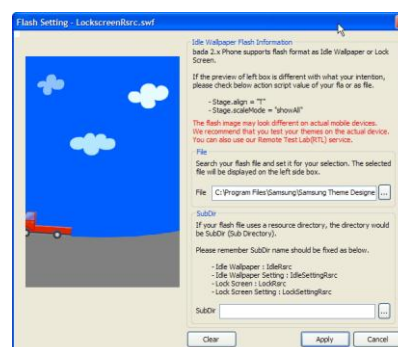 Flash Setting - LockscreenRsrc.swf
Idle Wallpaper Flash Information
bada 2.x Phone supports flash format as Idle Wallpaper or Lock
Screen.
If the preview of left box is different with what your intention,
please check below action script value of your fla or as file.
- Stage.align = "T"
- Stage.scaleMode = "showAll"
The flash image may look different on actual mobile devices.
We recommend that you test your themes on the actual device.
You can also use our Remote Test Lab(RTL) service.
File
Search your flash file and set it for your selection. The selected
file will be displayed on the left side box.
File C:\Program Files\Samsung\Samsung Theme Designe ...
SubDir
If your flash file uses a resource directory, the directory would
be SubDir (Sub Directory).
Please remember SubDir name should be fixed as below.
- Idle Wallpaper : IdleRsrc
- Idle Wallpaper Setting : IdleSettingRsrc
- Lock Screen : LockRsrc
- Lock Screen Setting : LockSettingRsrc
SubDir ...
Clear Apply Cancel